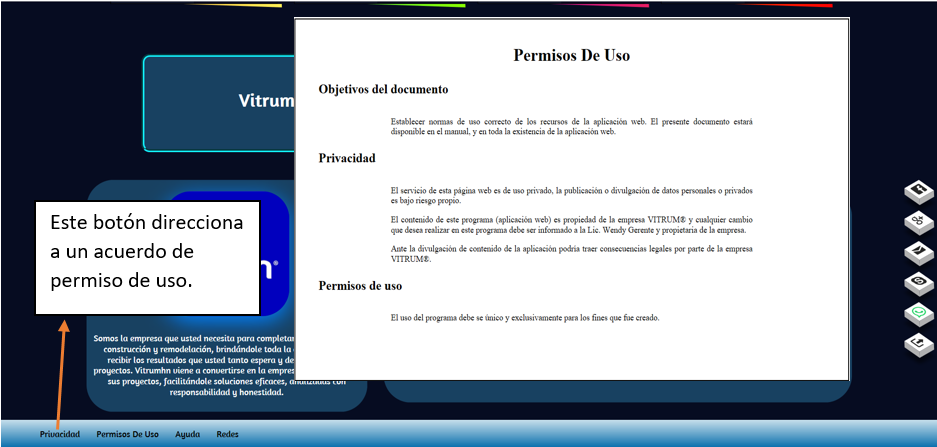 Permisos De Uso
Objetivos del documento
Establecer normas de uso correcto de los recursos de la aplicación web. El presente documento estará
disponible en el manual, y en toda la existencia de la aplicación web.
Privacidad
El servicio de esta página web es de uso privado, la publicación o divulgación de datos personales o privados
es bajo riesgo propio.
El contenido de este programa (aplicación web) es propiedad de la empresa VITRUM® y cualquier cambio
que desea realizar en este programa debe ser informado a la Lic. Wendy Gerente y propietaria de la empresa.
Ante la divulgación de contenido de la aplicación podría traer consecuencias legales por parte de la empresa
VITRUM®.
Permisos de uso
El uso del programa debe se único y exclusivamente para los fines que fue creado.
Vitrum
Este botón direcciona
a un acuerdo de
permiso de uso.
n®
Somos la empresa que usted necesita para completar
construcción y remodelación, brindándole toda la
recibir los resultados que usted tanto espera y de
proyectos. Vitrumhn viene a convertirse en la empres
sus proyectos, facilitándole soluciones eficaces, analizadas con
responsabilidad y honestidad.
Privacidad Permisos De Uso Ayuda Redes